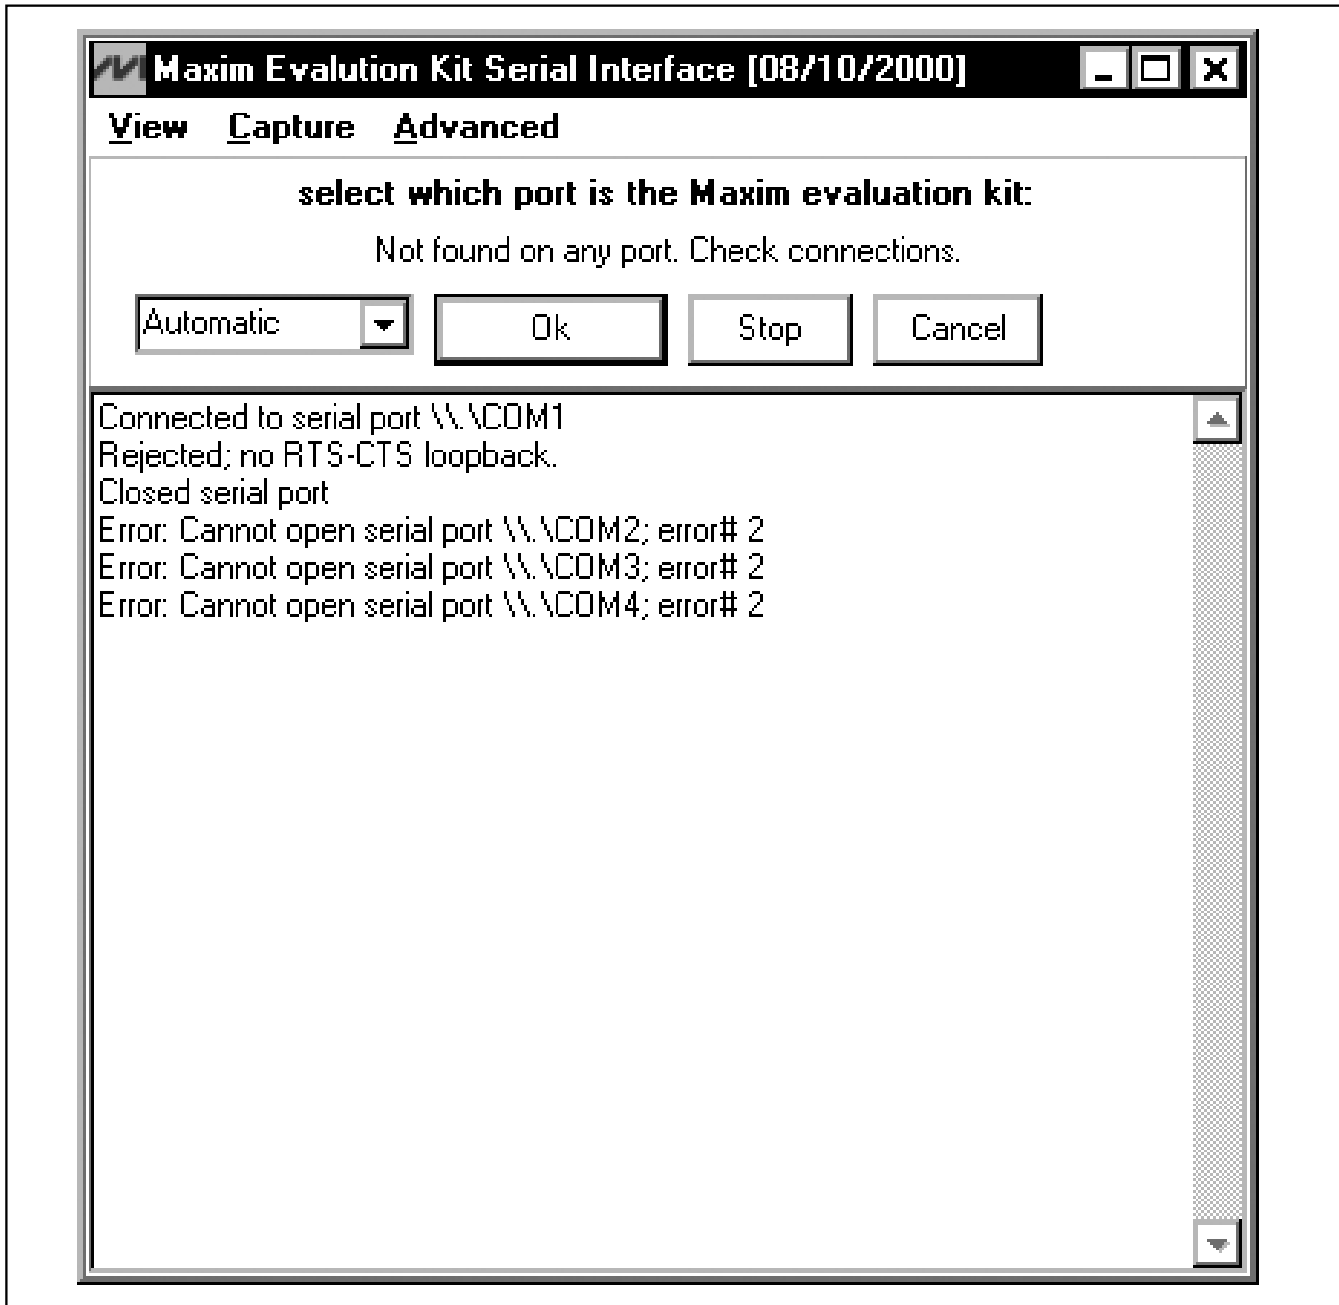 Maxim Evalution Kit Serial Interface [08/10/2000]
View Capture Advanced
select which port is the Maxim evaluation kit:
Not found on any port. Check connections.
Automatic Ok Stop Cancel
Connected to serial port \\.\COM1
Rejected; no RTS-CTS loopback.
Closed serial port
Error: Cannot open serial port \\.\COM2; error# 2
Error: Cannot open serial port \\.\COM3; error# 2
Error: Cannot open serial port \\.\COM4; error# 2